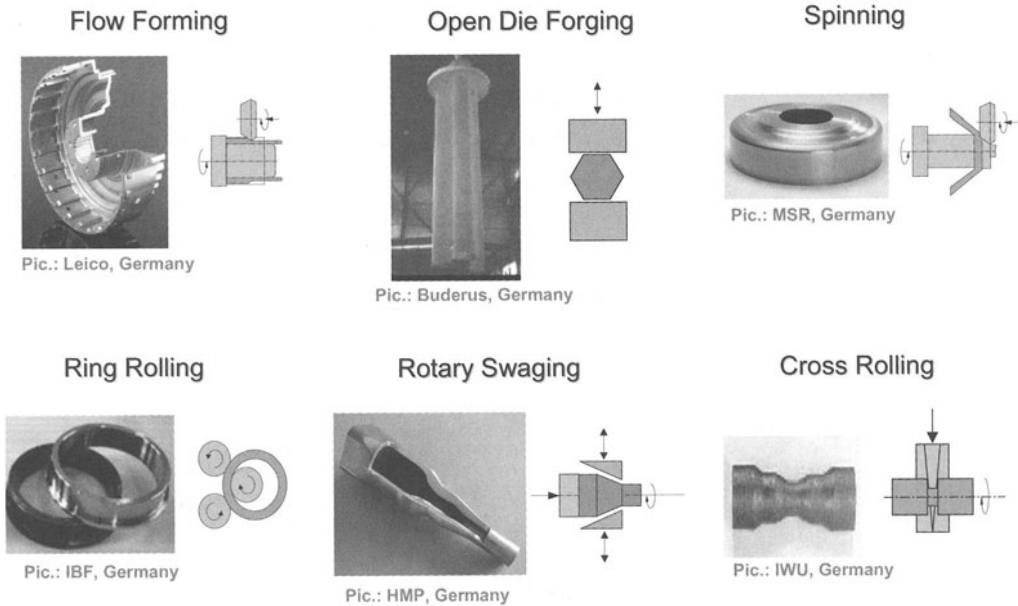 Flow Forming
Open Die Forging
Spinning
Pic.: Leico, Germany
Pic.: Buderus, Germany
Pic.: MSR, Germany
Ring Rolling
Rotary Swaging
Cross Rolling
Pic.: IBF, Germany
Pic.: HMP, Germany
Pic.: IWU, Germany